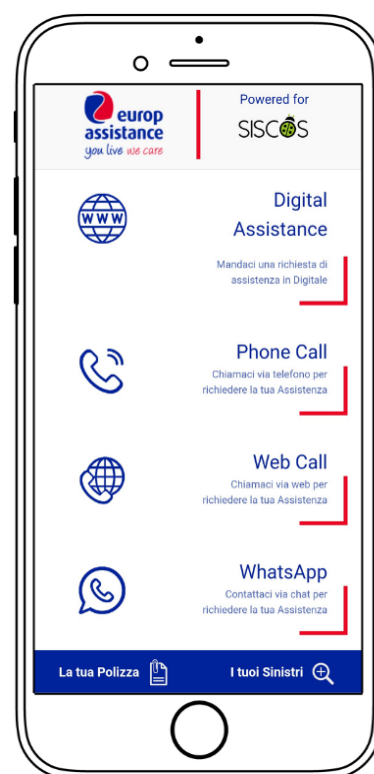 europ
assistance
you live we care
Powered for
SISCOS
WWW
Digital
Assistance
Mandaci una richiesta di
assistenza in Digitale
Phone Call
Chiamaci via telefono per
richiedere la tua Assistenza
Web Call
Chiamaci via web per
richiedere la tua Assistenza
WhatsApp
Contattaci via chat per
richiedere la tua Assistenza
La tua Polizza
I tuoi Sinistri